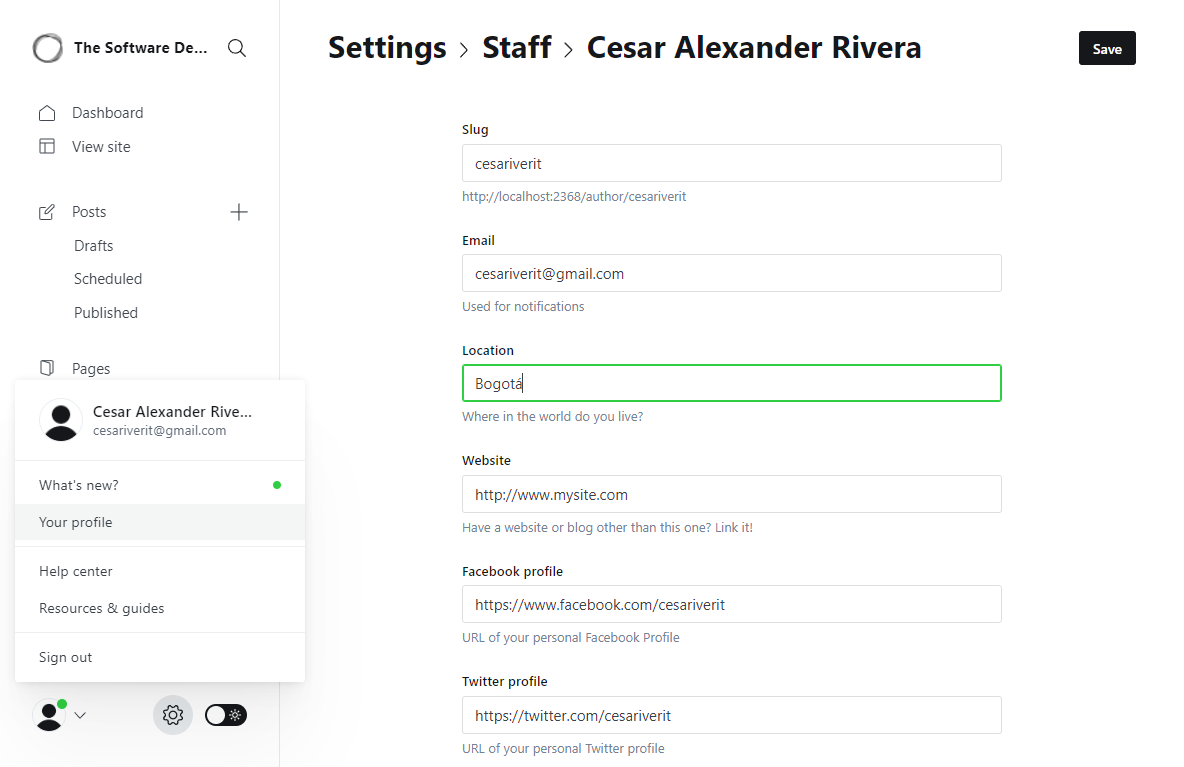 The Software De...
Dashboard
View site
Posts
Drafts
Scheduled
Published
Pages
Cesar Alexander Rive...
cesariverit@gmail.com
What's new?
Your profile
Help center
Resources & guides
Sign out
Settings > Staff > Cesar Alexander Rivera
Save
Slug
cesariverit
http://localhost:2368/author/cesariverit
Email
cesariverit@gmail.com
Used for notifications
Location
Bogotá
Where in the world do you live?
Website
http://www.mysite.com
Have a website or blog other than this one? Link it!
Facebook profile
https://www.facebook.com/cesariverit
URL of your personal Facebook Profile
Twitter profile
https://twitter.com/cesariverit
URL of your personal Twitter profile